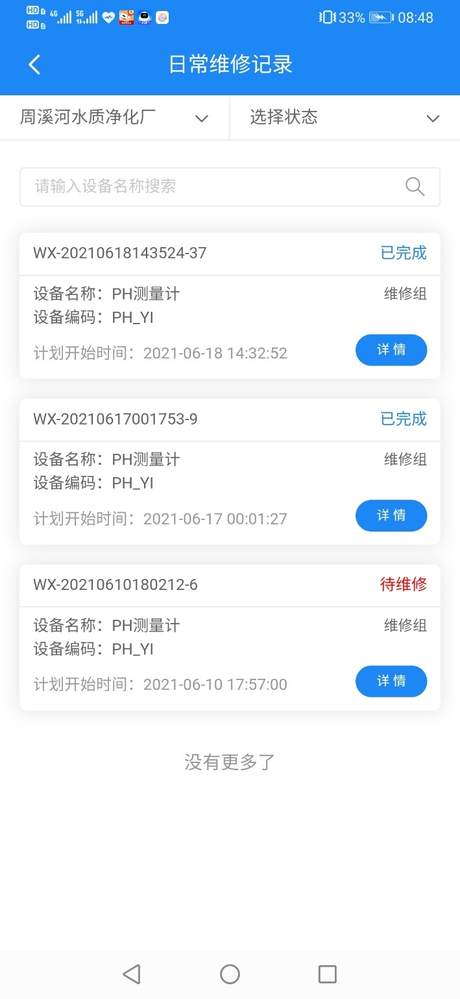 HD 1 4G 5G 33% 08:48
HD 2
日常维修记录
周溪河水质净化厂 选择状态
请输入设备名称搜索
WX-20210618143524-37 已完成
设备名称：PH测量计 维修组
设备编码：PH_YI
计划开始时间：2021-06-18 14:32:52 详 情
WX-20210617001753-9 已完成
设备名称：PH测量计 维修组
设备编码：PH_YI
计划开始时间：2021-06-17 00:01:27 详 情
WX-20210610180212-6 待维修
设备名称：PH测量计 维修组
设备编码：PH_YI
计划开始时间：2021-06-10 17:57:00 详 情
没有更多了